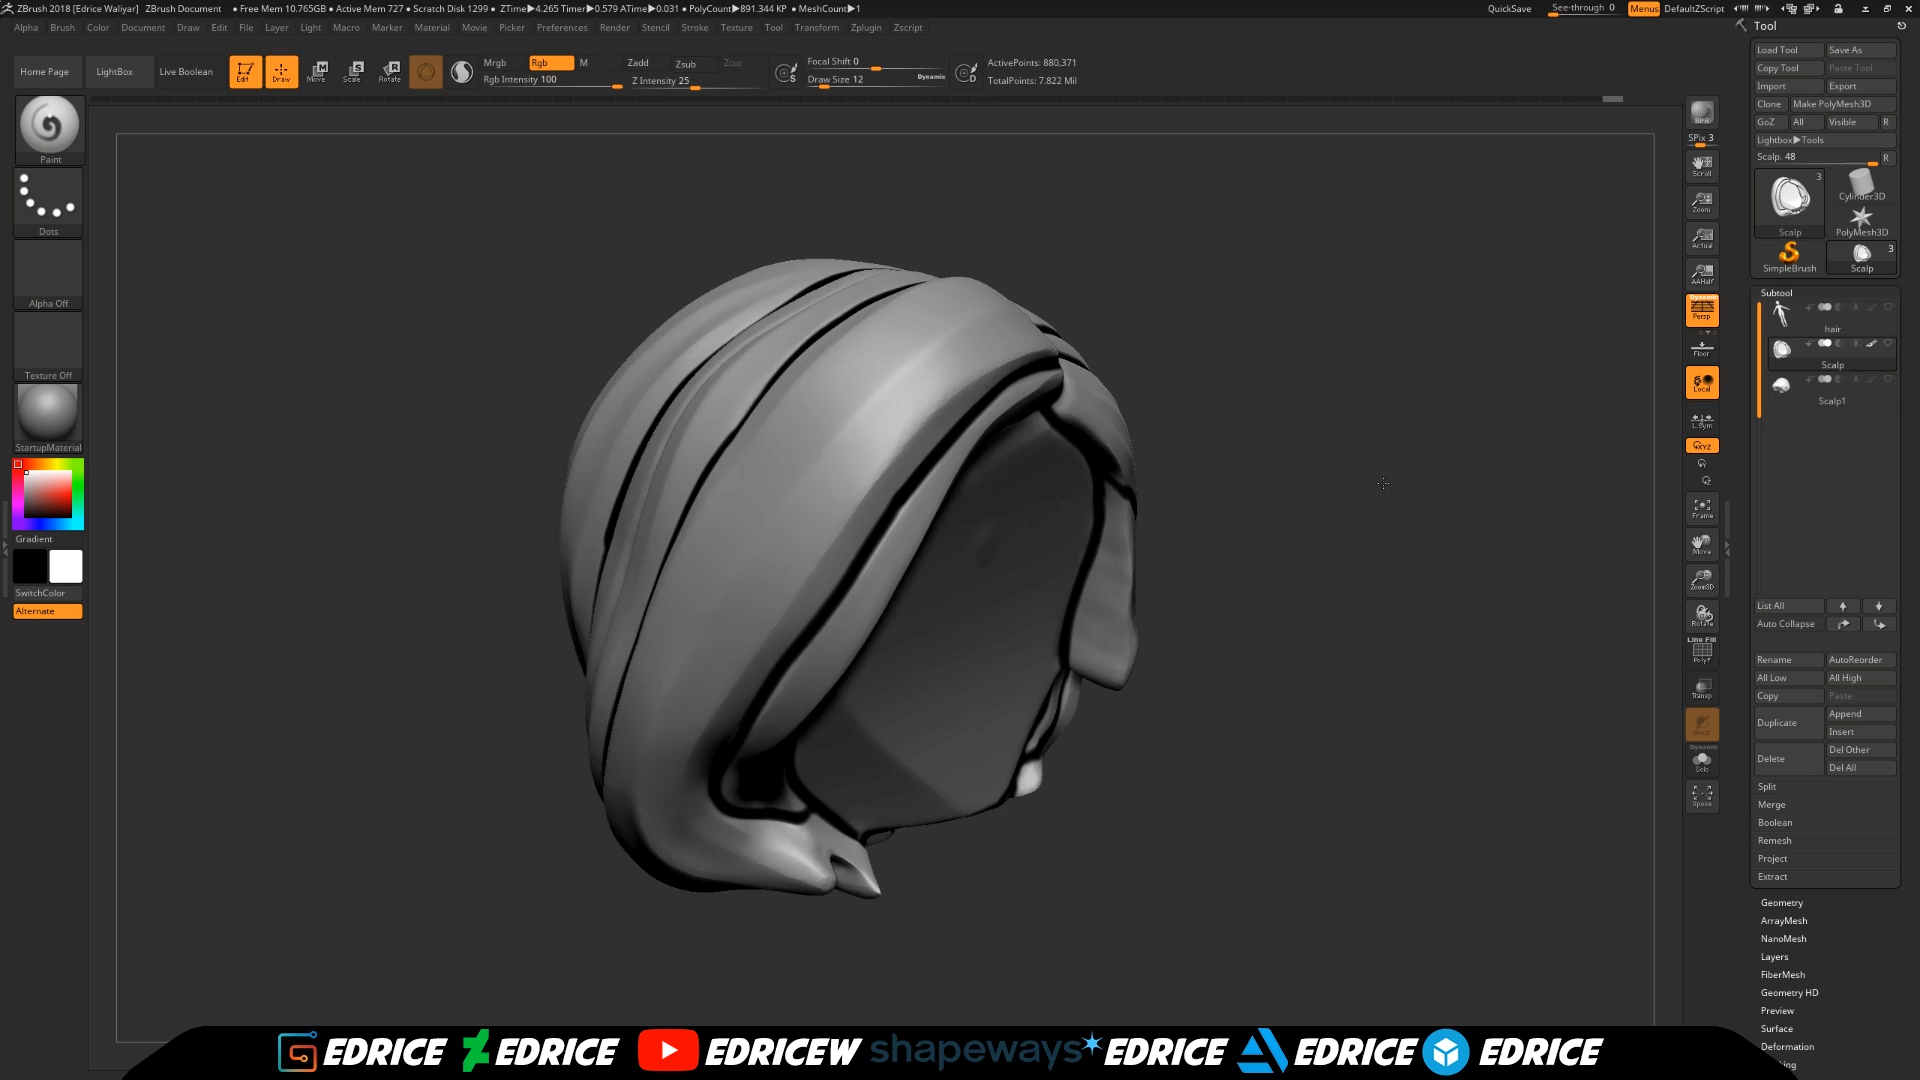 ZBrush 2018 [Edrice Waliyar] ZBrush Document • Free Mem 10.765GB • Active Mem 727 • Scratch Disk 1299 • ZTime▶4.265 Timer▶0.579 ATime▶0.031 • PolyCount▶891.344 KP • MeshCount▶1 QuickSave See-through 0 Menus DefaultZScript
Alpha Brush Color Document Draw Edit File Layer Light Macro Marker Material Movie Picker Preferences Render Stencil Stroke Texture Tool Transform Zplugin Zscript
Home Page LightBox Live Boolean Edit Draw Move Scale Rotate
Mrgb Rgb M Zadd Zsub Zcut
Rgb Intensity 100 Z Intensity 25
Focal Shift 0
Draw Size 12 Dynamic
ActivePoints: 880,371
TotalPoints: 7.822 Mil
Paint
Dots
Alpha Off
Texture Off
StartupMaterial
Gradient
SwitchColor
Alternate
BPR
SPix 3
Scroll
Zoom
Actual
AAHalf
Dynamic
Persp
Floor
Local
L.Sym
XYZ
Frame
Move
Zoom3D
Rotate
Line Fill
PolyF
Transp
Ghost
Dynamic
Solo
Xpose
Tool
Load Tool Save As
Copy Tool Paste Tool
Import Export
Clone Make PolyMesh3D
GoZ All Visible R
Lightbox▶Tools
Scalp. 48 R
3
Cylinder3D
Scalp PolyMesh3D
3
SimpleBrush Scalp
Subtool
hair
Scalp
Scalp1
List All
Auto Collapse
Rename AutoReorder
All Low All High
Copy Paste
Duplicate Append
Insert
Delete Del Other
Del All
Split
Merge
Boolean
Remesh
Project
Extract
Geometry
ArrayMesh
NanoMesh
Layers
FiberMesh
Geometry HD
Preview
Surface
Deformation
EDRICE EDRICE EDRICEW shapeways EDRICE EDRICE EDRICE